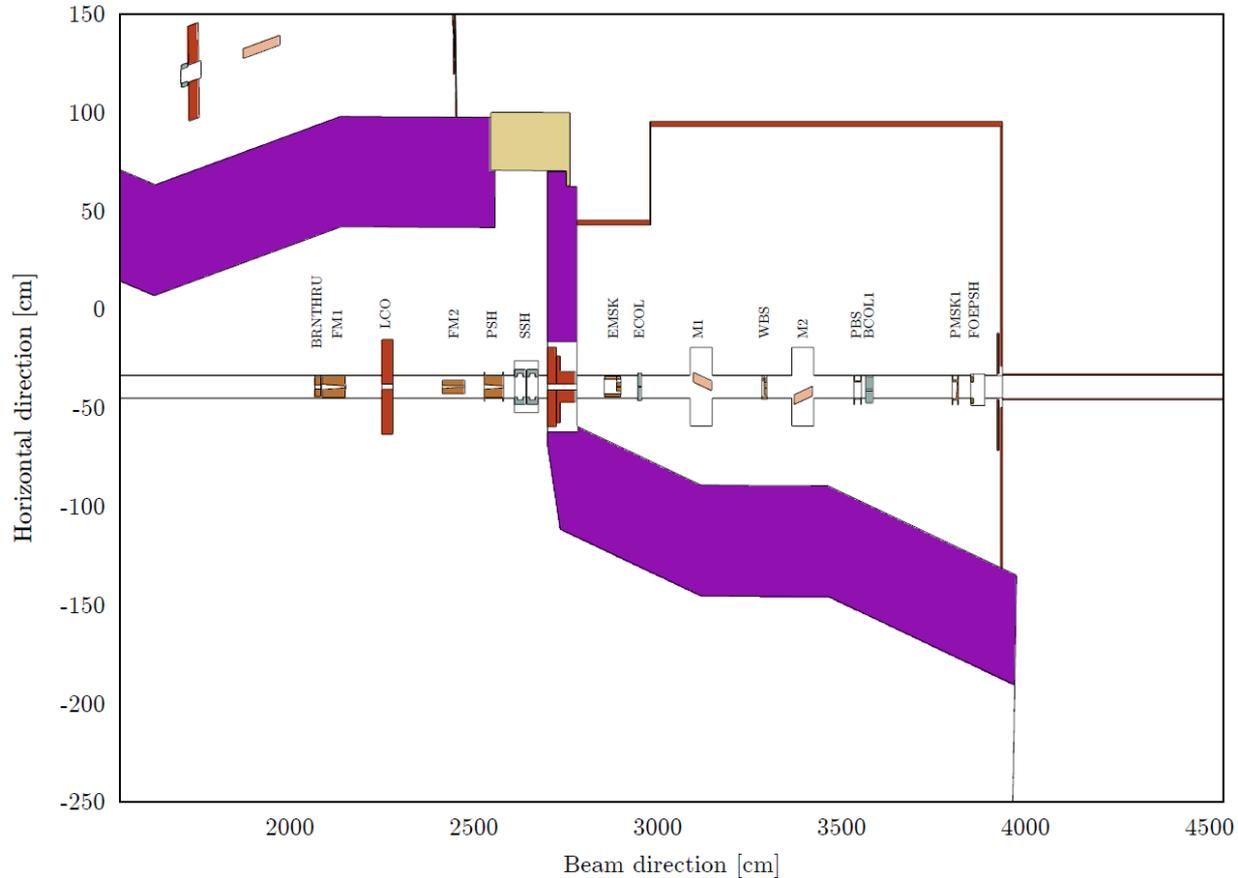 150
100
50
0
-50
-100
-150
-200
-250
Horizontal direction [cm]
BRNTHRU
FM1
LCO
FM2
PSH
SSH
EMSK
ECOL
M1
WBS
M2
PBS
BCOL1
PMSK1
FOEPSH
2000 2500 3000 3500 4000 4500
Beam direction [cm]